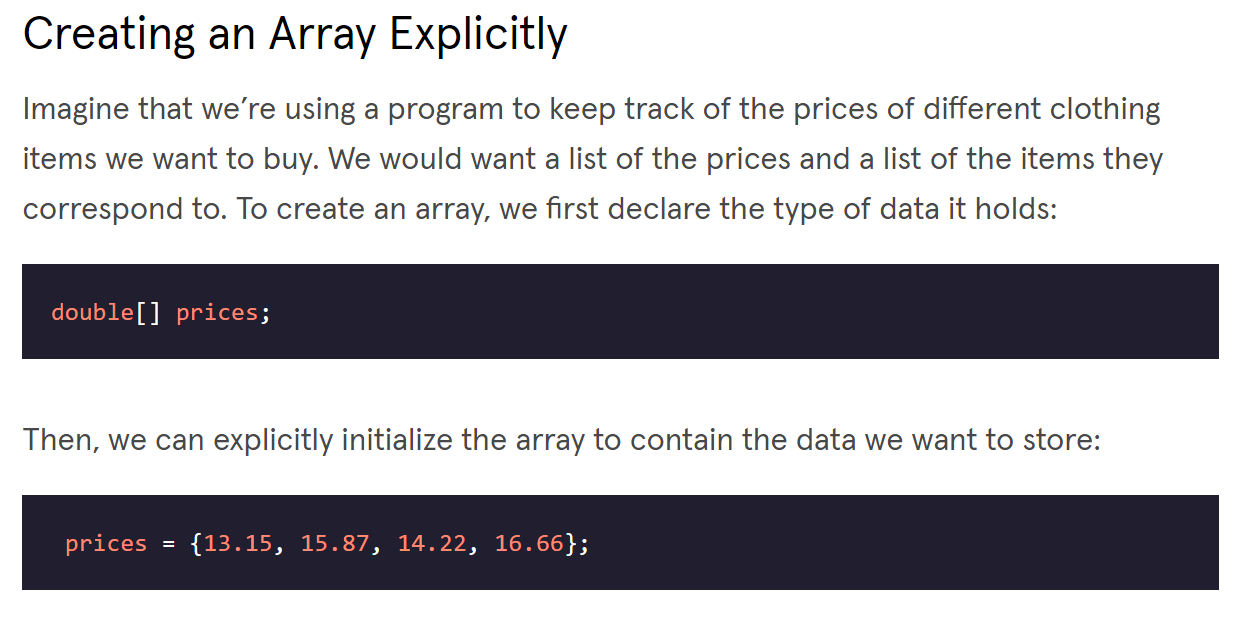 Creating an Array Explicitly
Imagine that we’re using a program to keep track of the prices of different clothing
items we want to buy. We would want a list of the prices and a list of the items they
correspond to. To create an array, we first declare the type of data it holds:
double[] prices;
Then, we can explicitly initialize the array to contain the data we want to store:
prices = {13.15, 15.87, 14.22, 16.66};